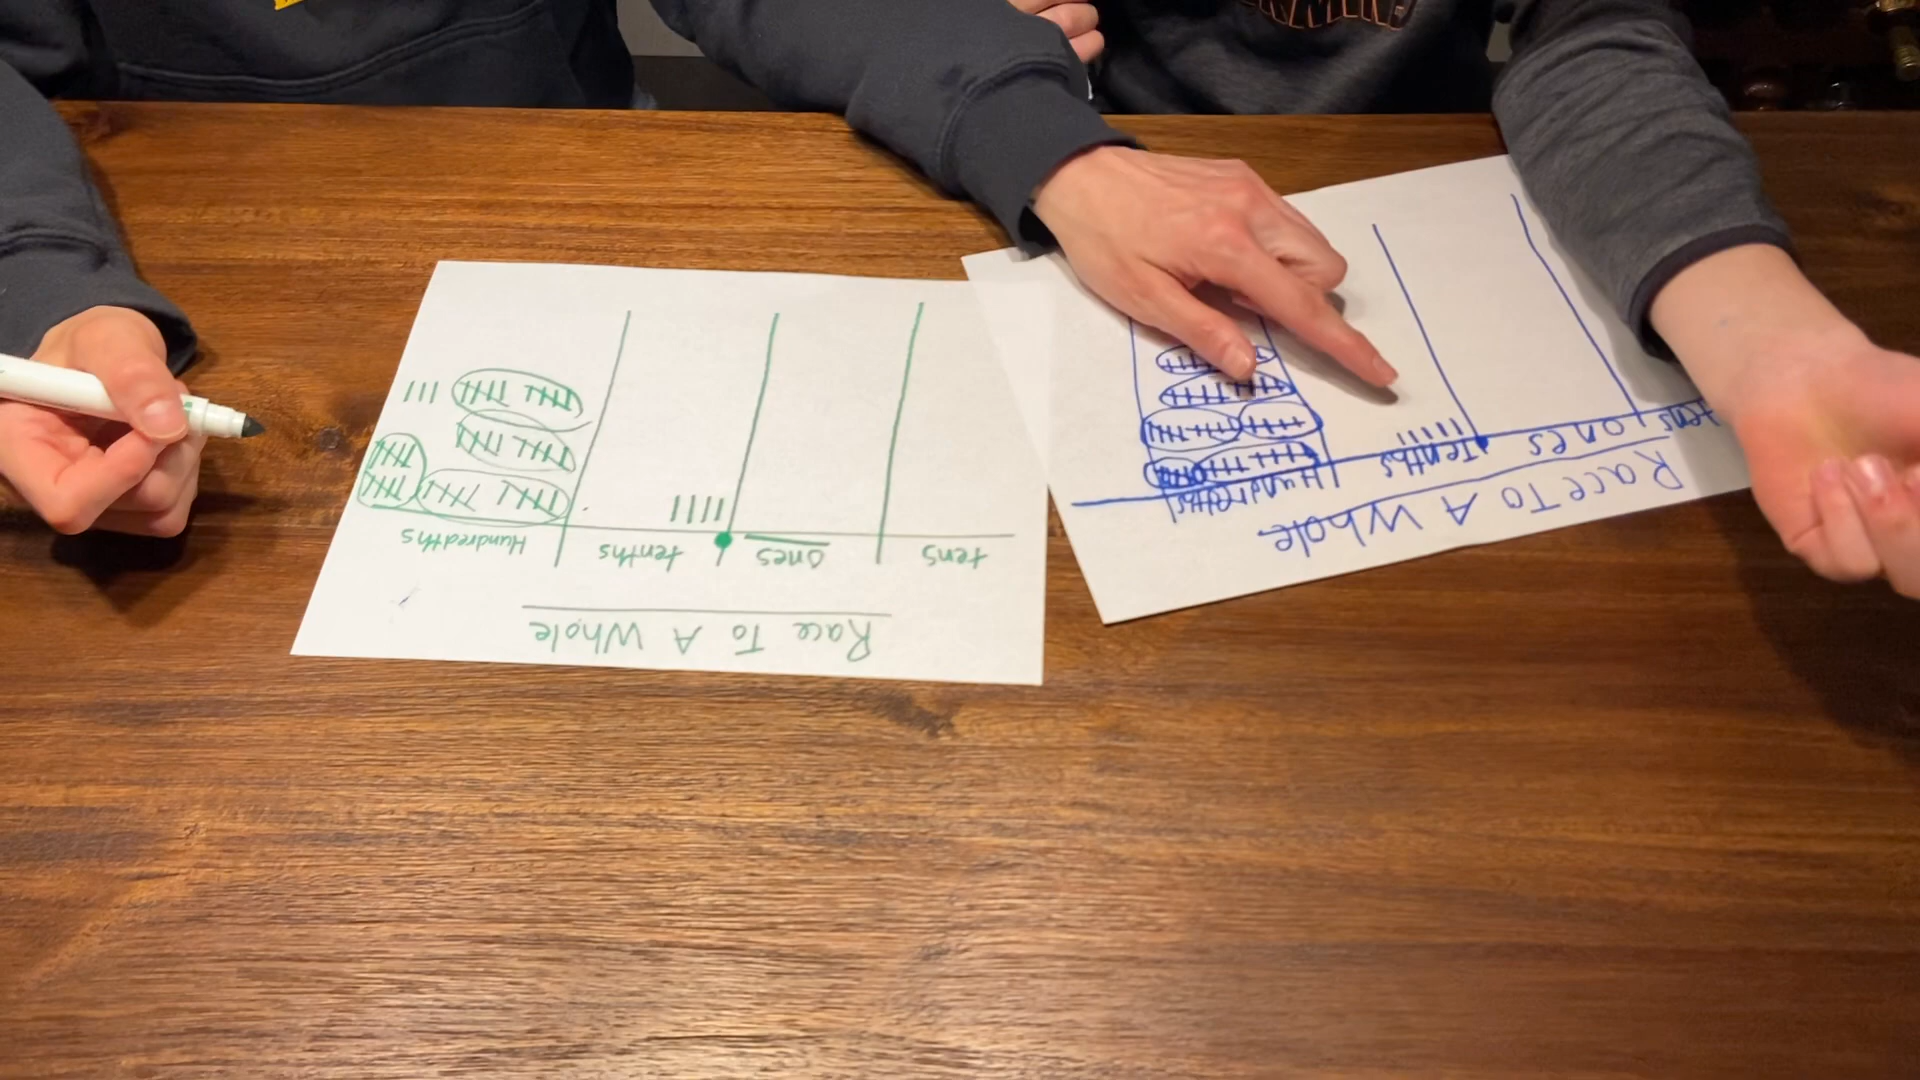 Race To A Whole
tens ones tenths Hundredths
Race To A Whole
tens ones Tenths Hundredths